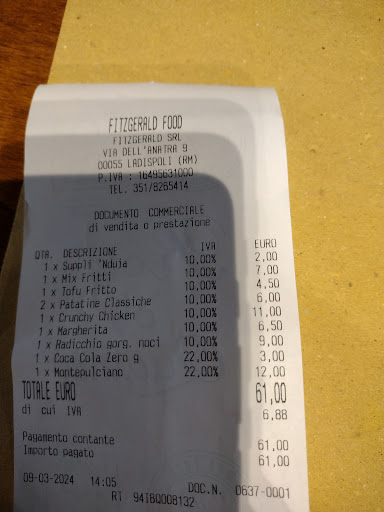 FITZGERALD FOOD
FITZGERALD SRL
VIA DELL'ANATRA 9
00055 LADISPOLI (RM)
P.IVA : 16495631000
TEL. 351/8265414
DOCUMENTO COMMERCIALE
di vendita o prestazione
QTA. DESCRIZIONE IVA EURO
1 x Suppli 'Nduia 10,00% 2,00
1 x Mix Fritti 10,00% 7,00
1 x Tofu Fritto 10,00% 4,50
2 x Patatine Classiche 10,00% 6,00
1 x Crunchy Chicken 10,00% 11,00
1 x Margherita 10,00% 6,50
1 x Radicchio gorg. noci 10,00% 9,00
1 x Coca Cola Zero g 22,00% 3,00
1 x Montepulciano 22,00% 12,00
TOTALE EURO 61,00
di cui IVA 6,88
Pagamento contante 61,00
Importo pagato 61,00
09-03-2024 14:05 DOC.N. 0637-0001
RT 94IB0008132